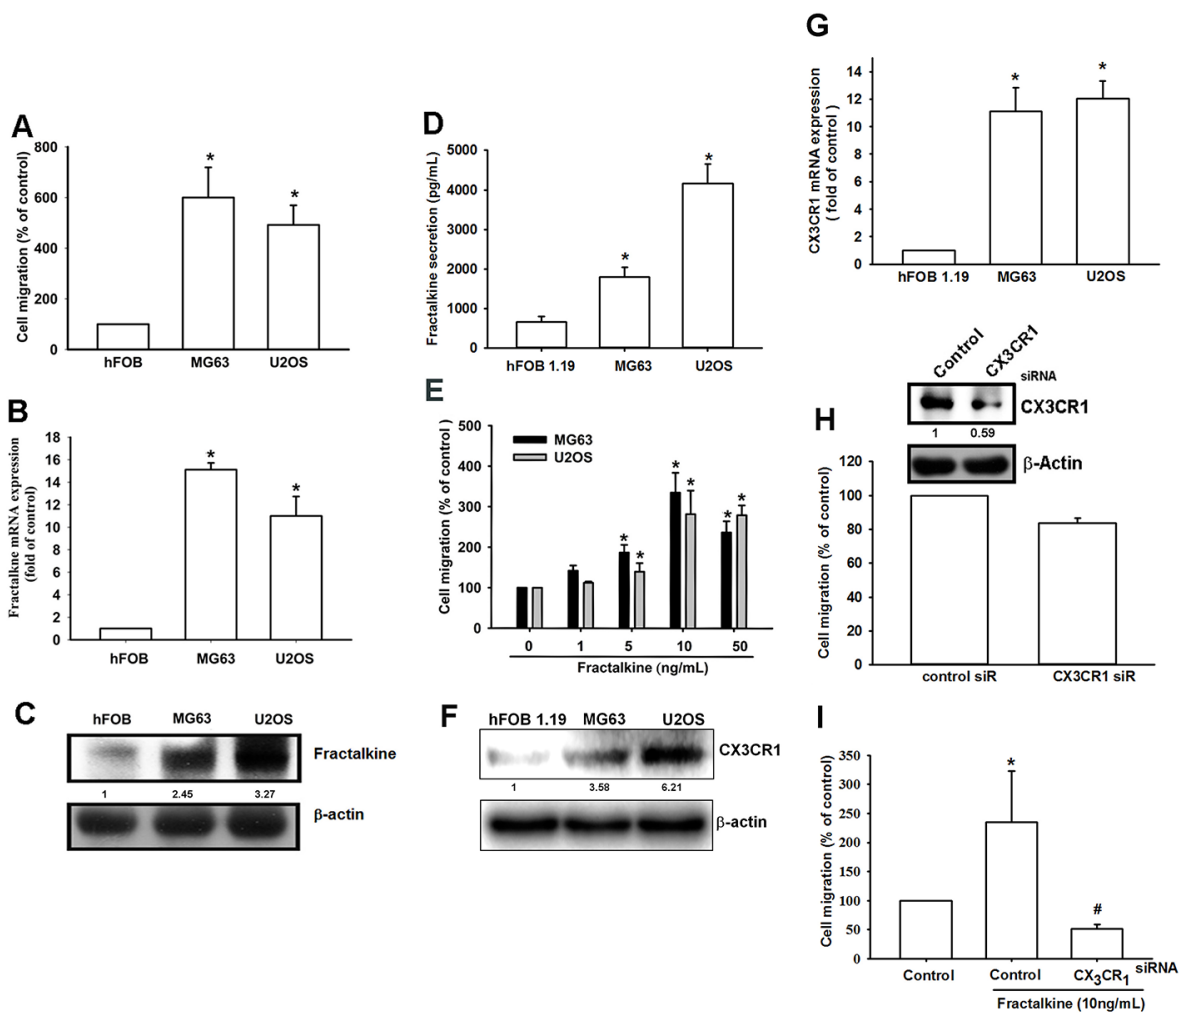 A
Cell migration (% of control)
800
600
400
200
0
*
*
hFOB MG63 U2OS
B
Fractalkne mRNA expression
(fold of control)
18
16
14
12
10
8
6
4
2
0
*
*
hFOB MG63 U2OS
C
hFOB MG63 U2OS
Fractalkine
1 2.45 3.27
β-actin
D
Fractalkine secretion (pg/mL)
5000
4000
3000
2000
1000
0
*
*
hFOB 1.19 MG63 U2OS
E
Cell migration (% of control)
500
400
300
200
100
0
MG63
U2OS
* * * * * *
0 1 5 10 50
Fractalkine (ng/mL)
F
hFOB 1.19 MG63 U2OS
CX3CR1
1 3.58 6.21
β-actin
G
CX3CR1 mRNA expression
( fold of control )
14
12
10
8
6
4
2
0
*
*
hFOB 1.19 MG63 U2OS
H
Control CX3CR1
siRNA
CX3CR1
1 0.59
β-Actin
Cell migration (% of control)
120
100
80
60
40
20
0
control siR CX3CR1 siR
I
Cell migration (% of control)
350
300
250
200
150
100
50
0
*
#
Control Control CX3CR1 siRNA
Fractalkine (10ng/mL)